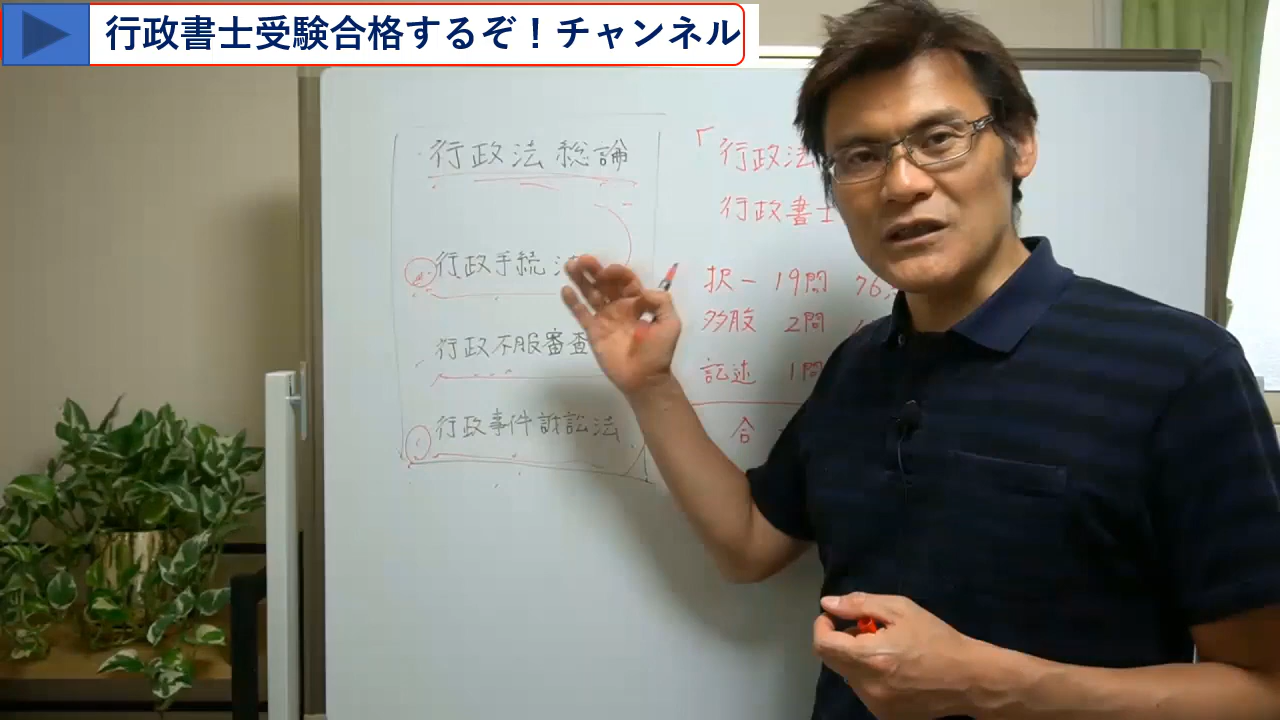 行政書士受験合格するぞ！チャンネル
行政法総論
行政手続法
行政不服審査
行政事件訴訟法
「行政法
行政書士
択一 19問 76
多肢 2問
記述 1問
合